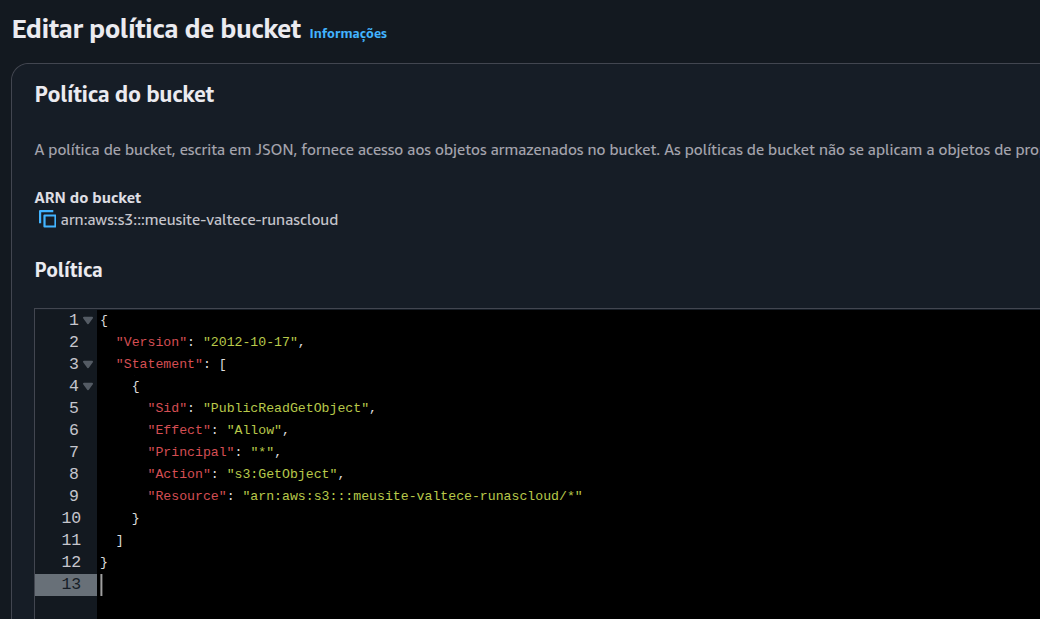 Editar política de bucket Informações
Política do bucket
A política de bucket, escrita em JSON, fornece acesso aos objetos armazenados no bucket. As políticas de bucket não se aplicam a objetos de pro
ARN do bucket
arn:aws:s3:::meusite-valtece-runascloud
Política
1 {
2 "Version": "2012-10-17",
3 "Statement": [
4 {
5 "Sid": "PublicReadGetObject",
6 "Effect": "Allow",
7 "Principal": "*",
8 "Action": "s3:GetObject",
9 "Resource": "arn:aws:s3:::meusite-valtece-runascloud/*"
10 }
11 ]
12 }
13